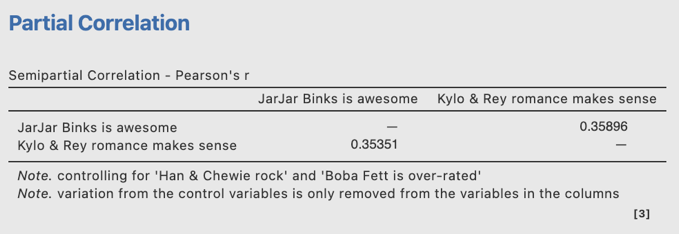 Partial Correlation
Semipartial Correlation - Pearson's r
JarJar Binks is awesome Kylo & Rey romance makes sense
JarJar Binks is awesome — 0.35896
Kylo & Rey romance makes sense 0.35351 —
Note. controlling for 'Han & Chewie rock' and 'Boba Fett is over-rated'
Note. variation from the control variables is only removed from the variables in the columns
[3]